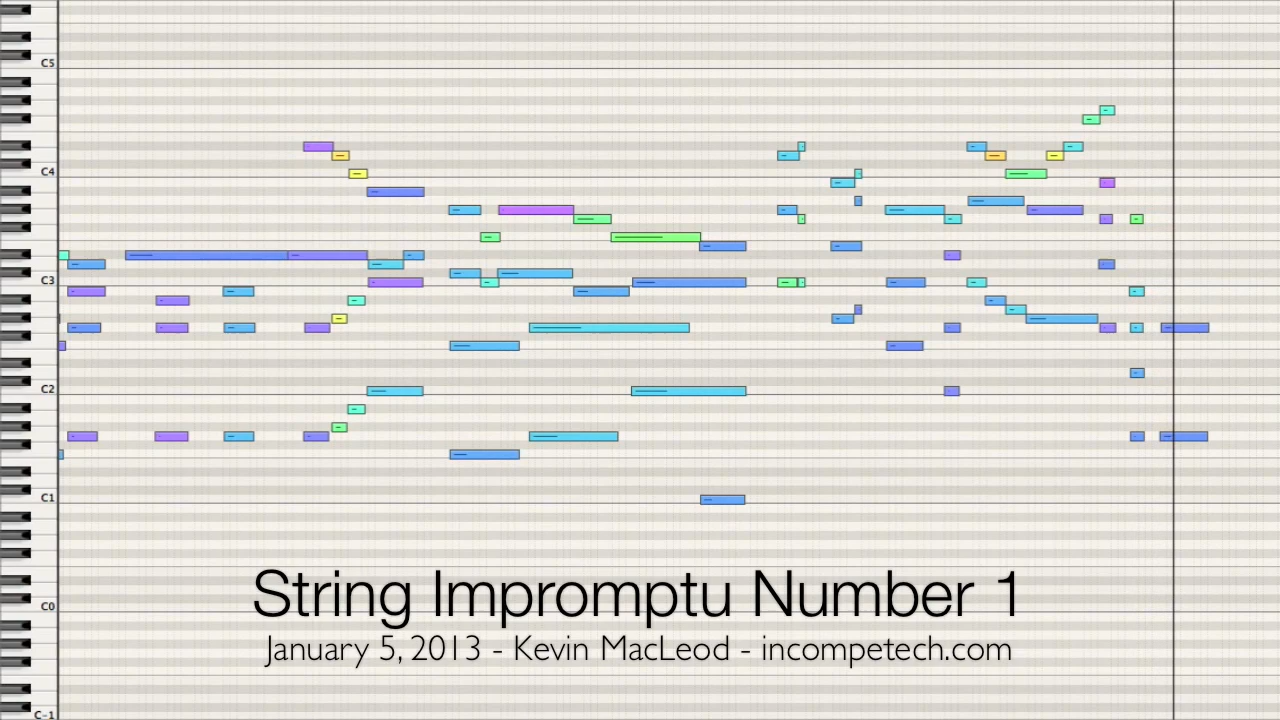 C5
C4
C3
C2
C1
C0
String Impromptu Number 1
January 5, 2013 - Kevin MacLeod - incompetech.com
C-1